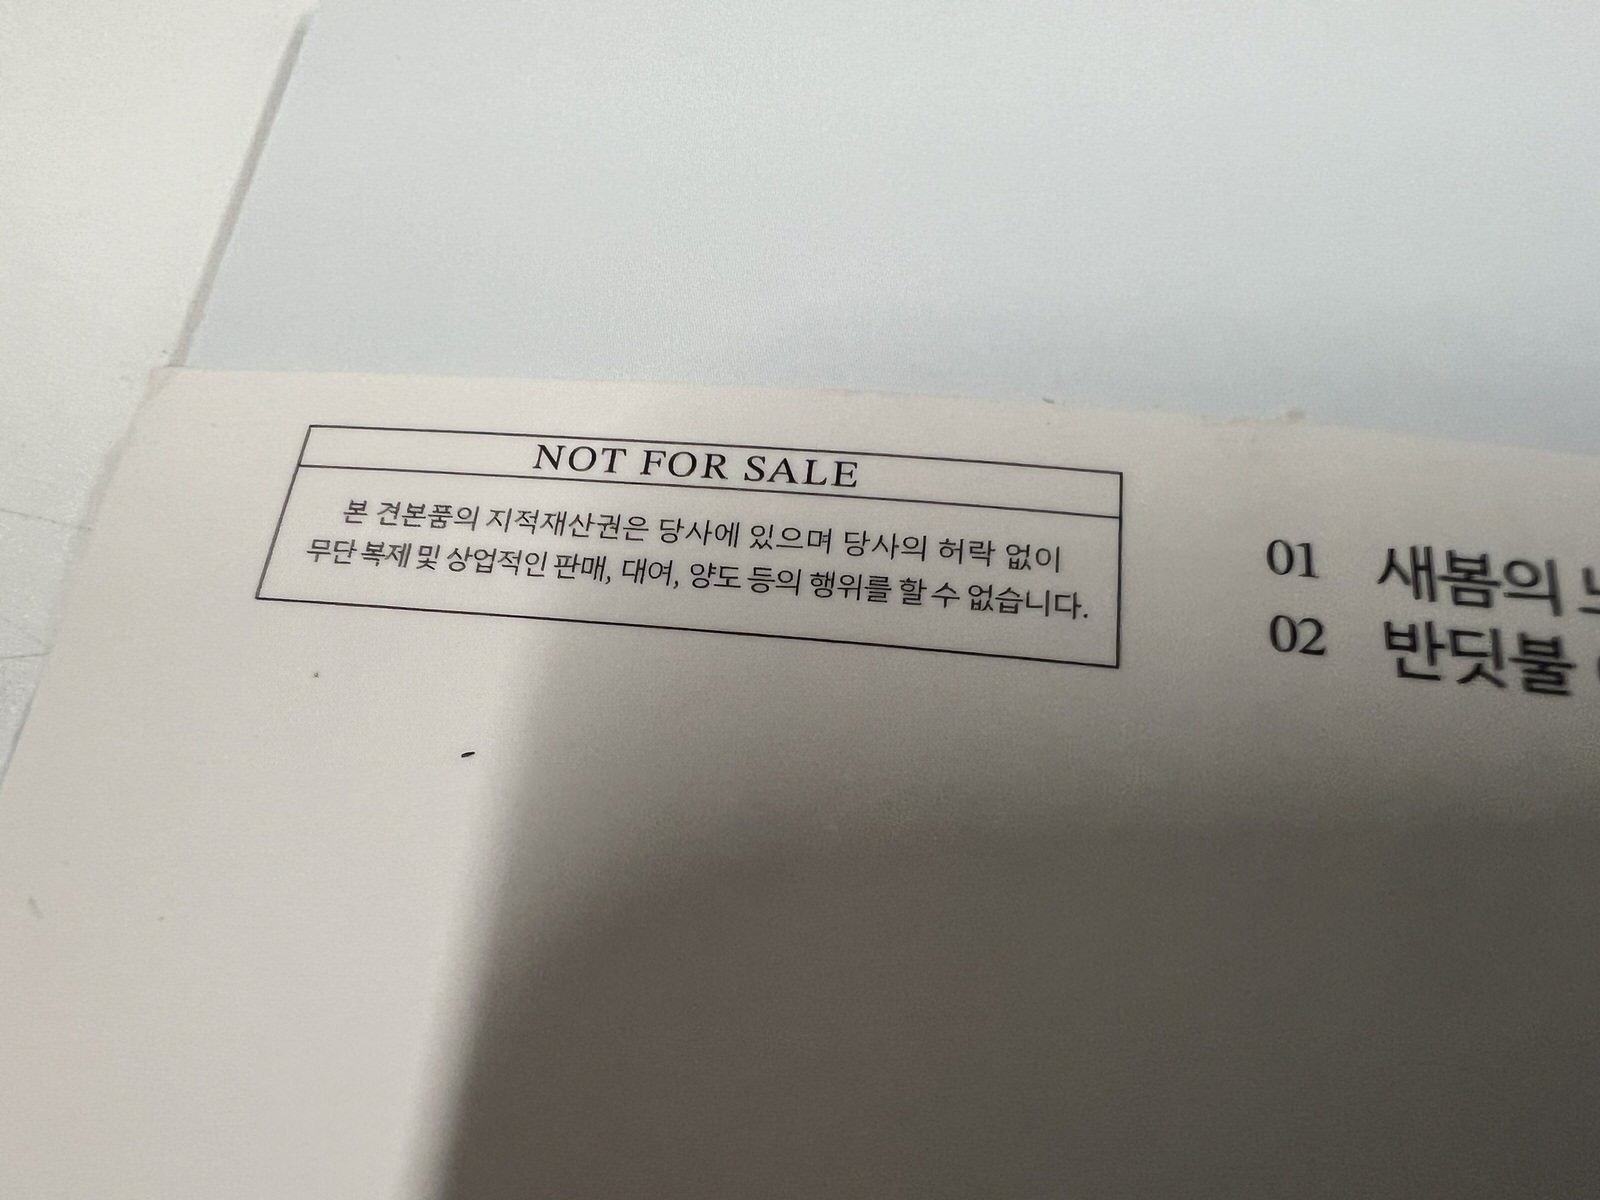 NOT FOR SALE
본 견본품의 지적재산권은 당사에 있으며 당사의 허락 없이
무단 복제 및 상업적인 판매, 대여, 양도 등의 행위를 할 수 없습니다.
01 새봄의
02 반딧불